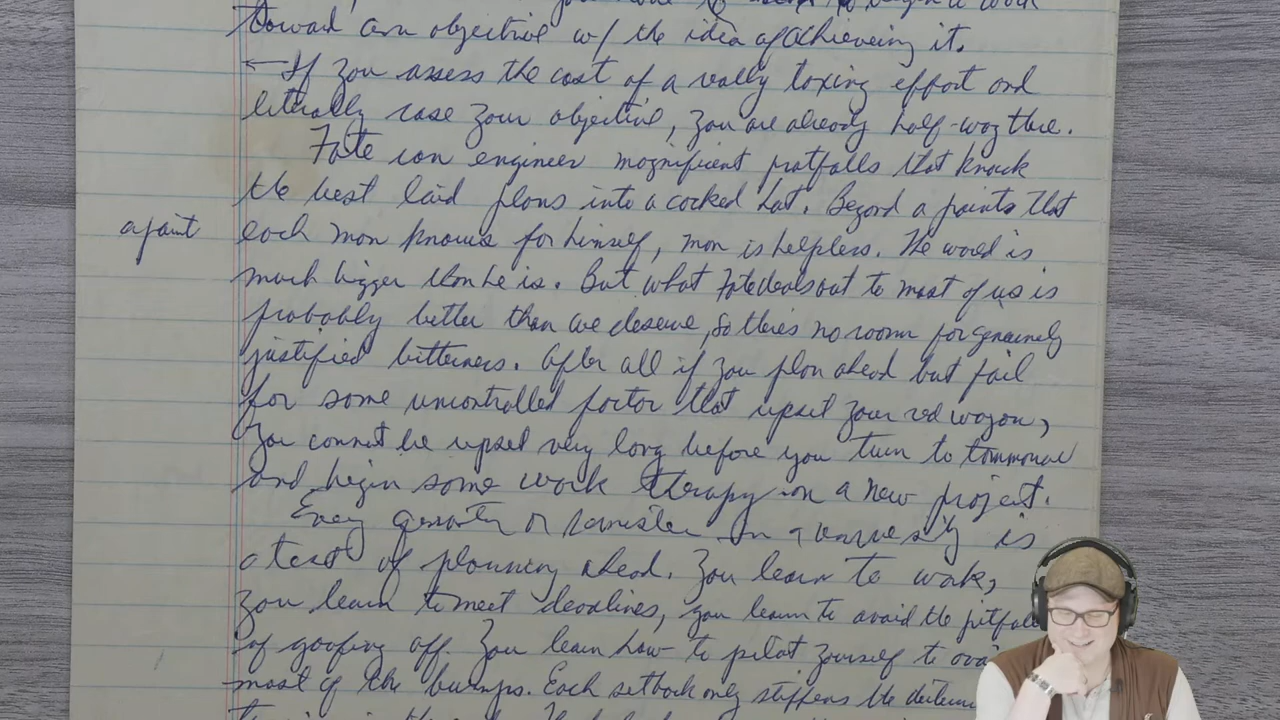 to begin to work
toward an objective w/ the idea of achieveing it.
If you assess the cost of a really taxing effort and
literally case your objective, you are already half-way there.
Fate can engineer magnificent pratfalls that knock
the best laid plans into a cocked hat. Beyond a points that
a point
each man knows for himself, man is helpless. The world is
much bigger than he is. But what Fate deals out to most of us is
probably better than we deserve, so there's no room for genuinely
justified bitterness. After all if you plan ahead but fail
for some uncontrolled factor that upset your red wagon,
you cannot be upset very long before you turn to tommorow
and begin some work therapy on a new project.
Every quarter or semester in a university is
a test of planning ahead. You learn to work,
you learn to meet deadlines, you learn to avoid the pitfa
of goofing off. You learn how to pilot yourself to
most of the bumps. Each setback only stiffens the